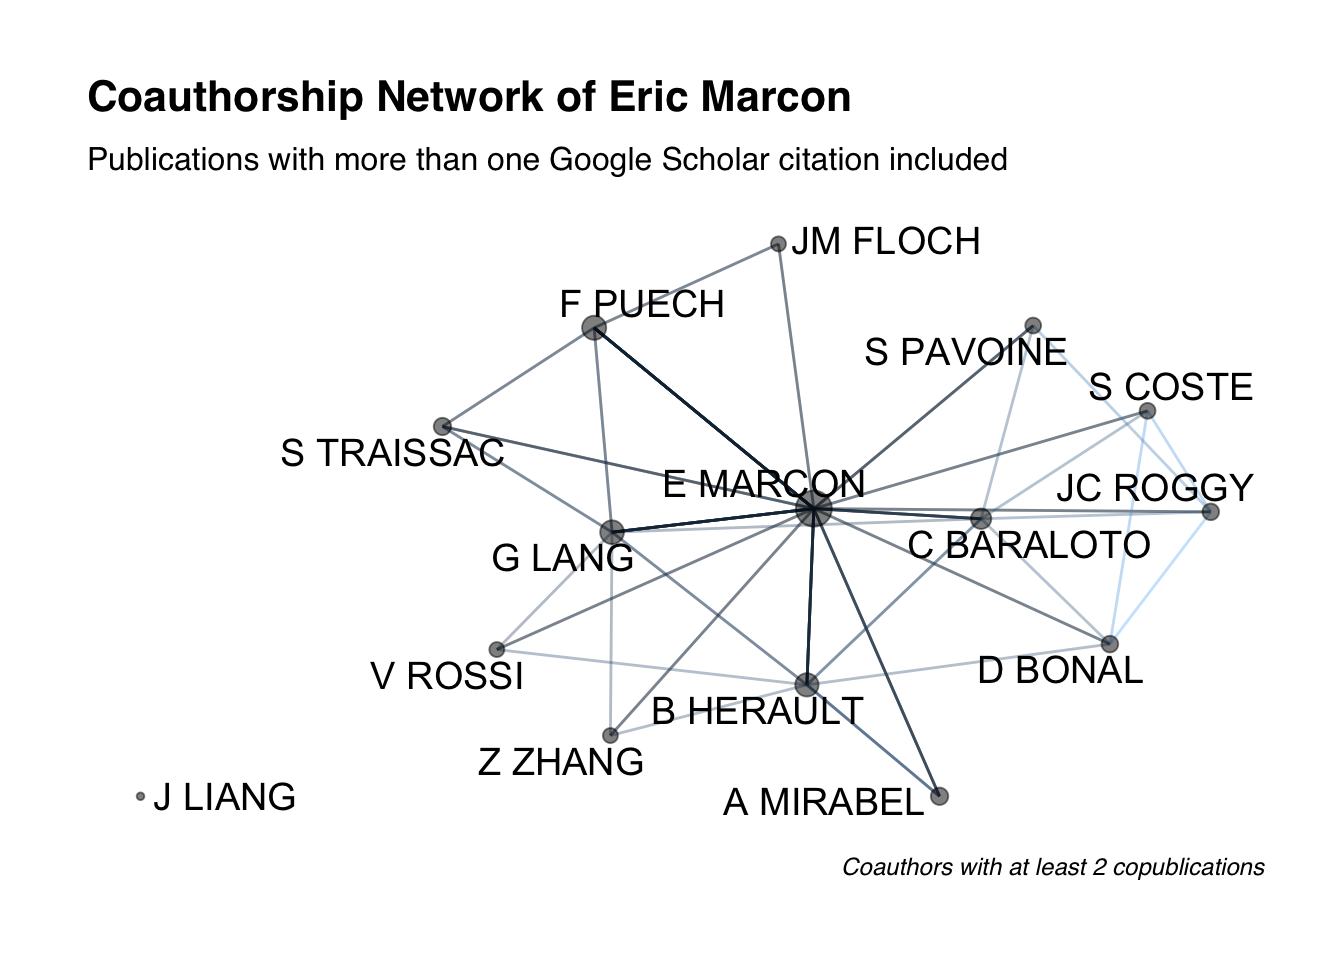 Coauthorship Network of Eric Marcon
Publications with more than one Google Scholar citation included
JM FLOCH
F PUECH
S PAVOINE
S COSTE
S TRAISSAC
E MARCON
JC ROGGY
C BARALOTO
G LANG
V ROSSI
D BONAL
B HERAULT
Z ZHANG
J LIANG
A MIRABEL
Coauthors with at least 2 copublications